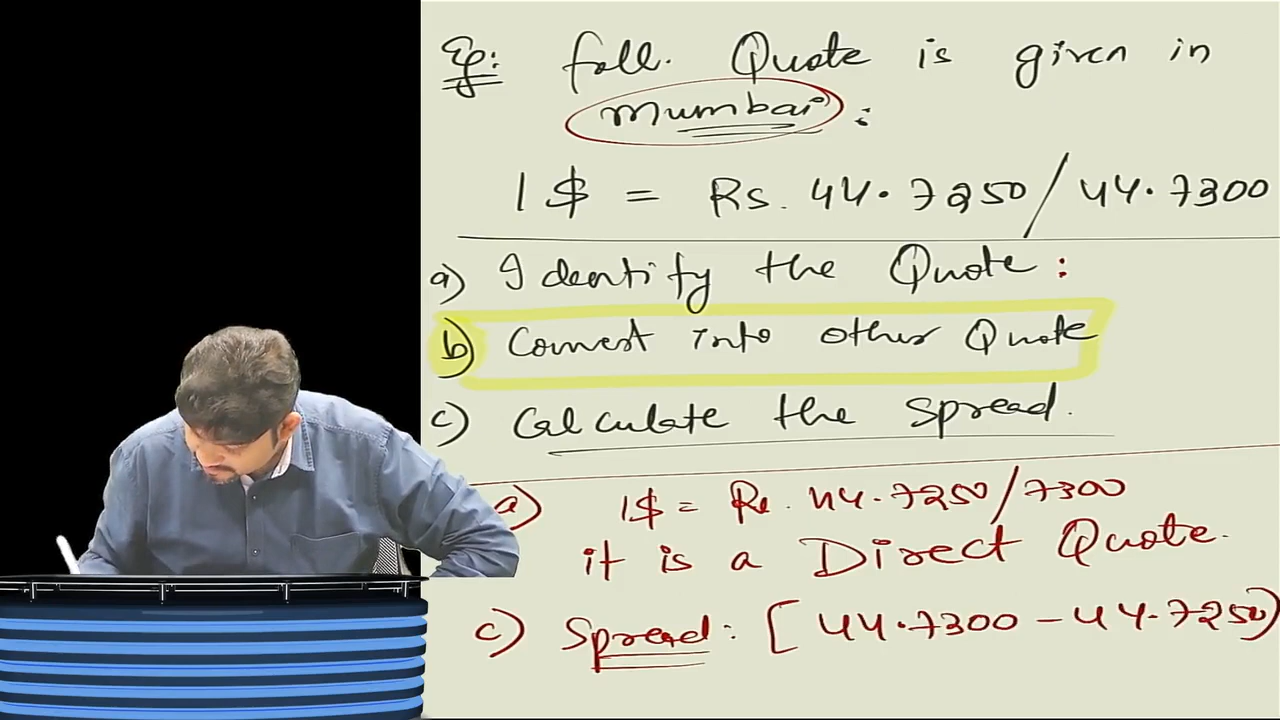 Eg: foll. Quote is given in
Mumbai :
1 $ = Rs. 44.7250/44.7300
a) Identify the Quote :
b) Convert into other Quote
c) Calculate the spread.
a) 1$ = Re. 44.7250/7300
it is a Direct Quote.
c) Spread: [44.7300 - 44.7250)